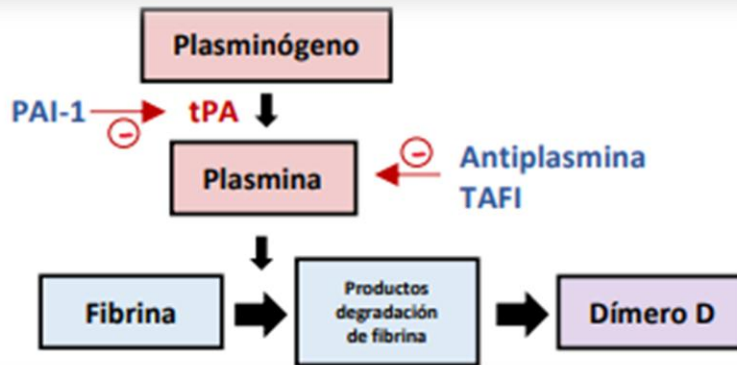 Plasminógeno
PAI-1
tPA
Plasmina
Antiplasmina
TAFI
Fibrina
Productos
degradación
de fibrina
Dímero D